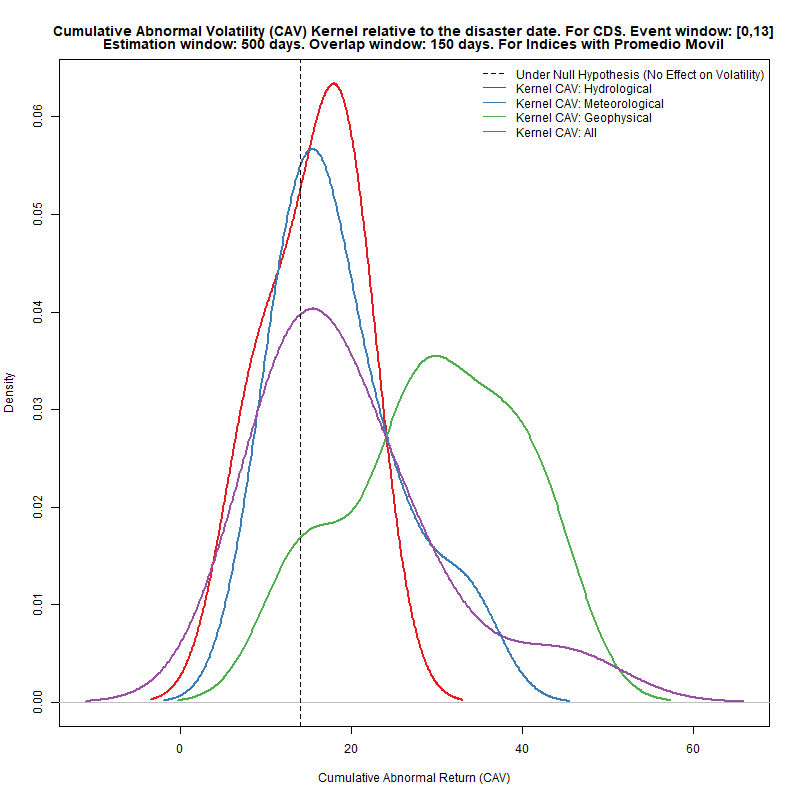 Cumulative Abnormal Volatility (CAV) Kernel relative to the disaster date. For CDS. Event window: [0,13]
Estimation window: 500 days. Overlap window: 150 days. For Indices with Promedio Movil
Under Null Hypothesis (No Effect on Volatility)
Kernel CAV: Hydrological
Kernel CAV: Meteorological
Kernel CAV: Geophysical
Kernel CAV: All
Density
0.06
0.05
0.04
0.03
0.02
0.01
0.00
0 20 40 60
Cumulative Abnormal Return (CAV)